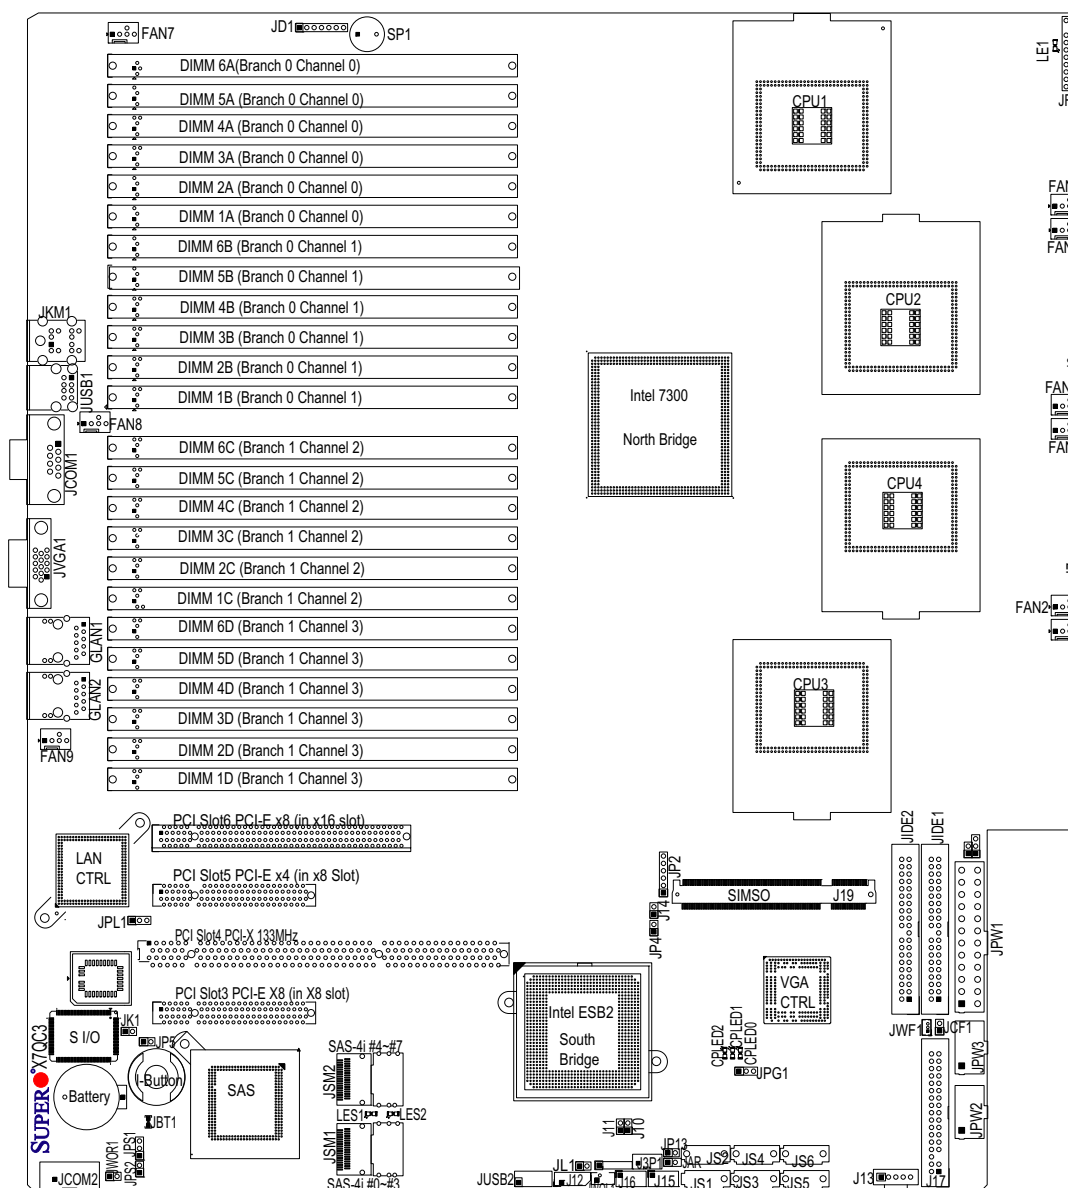 FAN7
JD1
SP1
LE1
DIMM 6A(Branch 0 Channel 0)
DIMM 5A (Branch 0 Channel 0)
DIMM 4A (Branch 0 Channel 0)
DIMM 3A (Branch 0 Channel 0)
DIMM 2A (Branch 0 Channel 0)
DIMM 1A (Branch 0 Channel 0)
DIMM 6B (Branch 0 Channel 1)
DIMM 5B (Branch 0 Channel 1)
DIMM 4B (Branch 0 Channel 1)
DIMM 3B (Branch 0 Channel 1)
DIMM 2B (Branch 0 Channel 1)
DIMM 1B (Branch 0 Channel 1)
DIMM 6C (Branch 1 Channel 2)
DIMM 5C (Branch 1 Channel 2)
DIMM 4C (Branch 1 Channel 2)
DIMM 3C (Branch 1 Channel 2)
DIMM 2C (Branch 1 Channel 2)
DIMM 1C (Branch 1 Channel 2)
DIMM 6D (Branch 1 Channel 3)
DIMM 5D (Branch 1 Channel 3)
DIMM 4D (Branch 1 Channel 3)
DIMM 3D (Branch 1 Channel 3)
DIMM 2D (Branch 1 Channel 3)
DIMM 1D (Branch 1 Channel 3)
JKM1
JUSB1
FAN8
JCOM1
JVGA1
GLAN1
GLAN2
FAN9
CPU1
CPU2
CPU4
CPU3
Intel 7300
North Bridge
FAN
FAN
FAN
FAN
FAN2
PCI Slot6 PCI-E x8 (in x16 slot)
LAN
CTRL
PCI Slot5 PCI-E x4 (in x8 Slot)
JPL1
PCI Slot4 PCI-X 133MHz
PCI Slot3 PCI-E X8 (in X8 slot)
S I/O
JK1
JP5
SUPER X7QC3
Battery
I-Button
JBT1
SAS
SAS-4i #4~#7
JSM2
LES1
LES2
JSM1
SAS-4i #0~#3
JWOR1
JPS1
JPS2
JCOM2
Intel ESB2
South
Bridge
JP2
J14
JP4
SIMSO
J19
JIDE2
JIDE1
JPW1
VGA
CTRL
CPLED2
CPLED1
CPLED0
JPG1
JWF1
JCF1
JPW3
JPW2
J11
J10
JL1
JP13
J3P1
JAR
JS2
JS4
JS6
JUSB2
J12
J16
J15
JS1
JS3
JS5
J13
J17